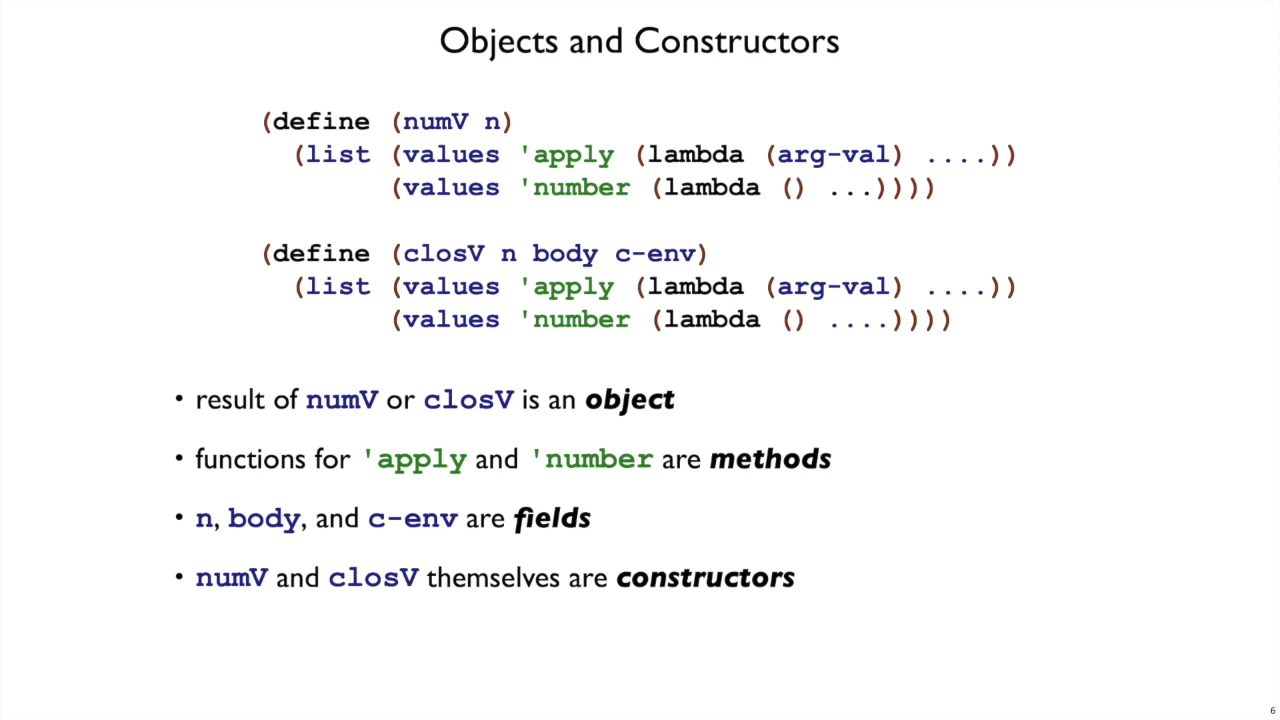 Objects and Constructors
(define (numV n)
  (list (values 'apply (lambda (arg-val) ....))
        (values 'number (lambda () ...))))
(define (closV n body c-env)
  (list (values 'apply (lambda (arg-val) ....))
        (values 'number (lambda () ....))))
• result of numV or closV is an object
• functions for 'apply and 'number are methods
• n, body, and c-env are fields
• numV and closV themselves are constructors
6